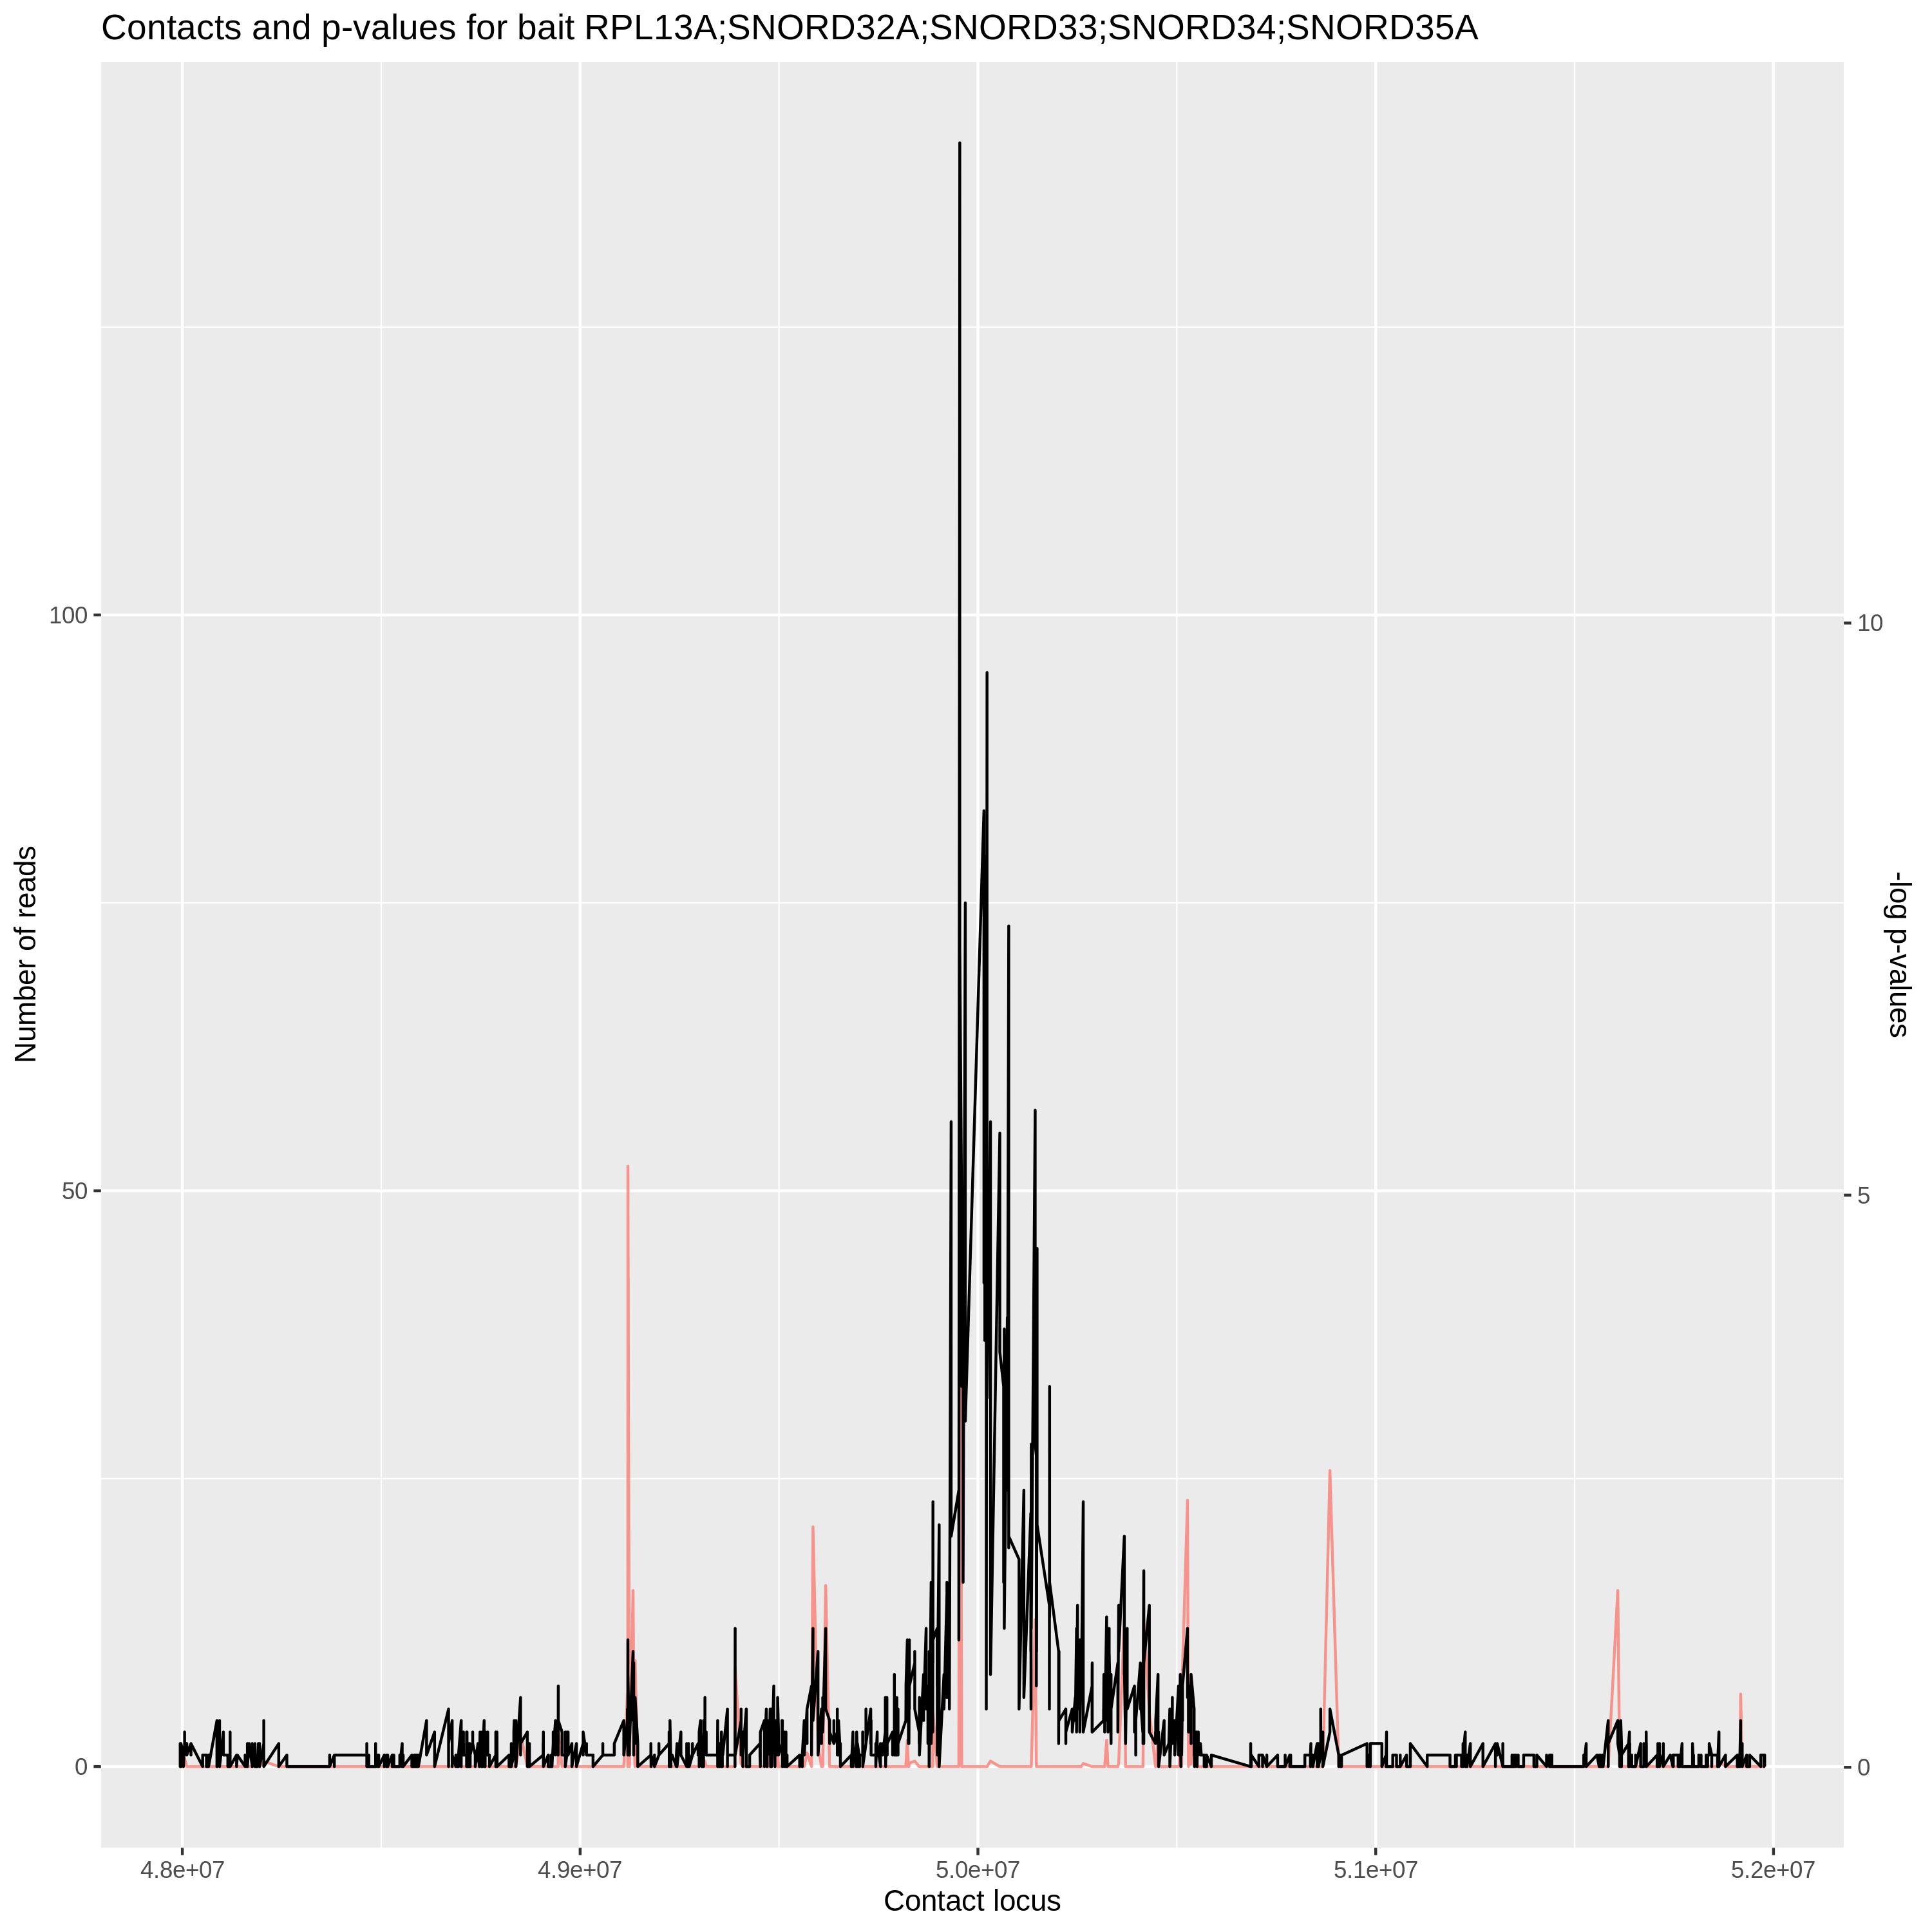 Contacts and p-values for bait RPL13A;SNORD32A;SNORD33;SNORD34;SNORD35A
100
50
0
Number of reads
10
5
0
-log p-values
4.8e+07 4.9e+07 5.0e+07 5.1e+07 5.2e+07
Contact locus